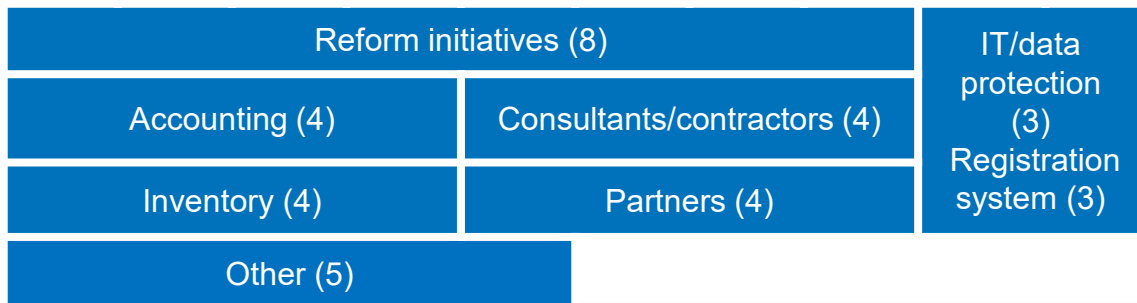 Reform initiatives (8)
IT/data
protection
(3)
Registration
system (3)
Accounting (4)
Consultants/contractors (4)
Inventory (4)
Partners (4)
Other (5)